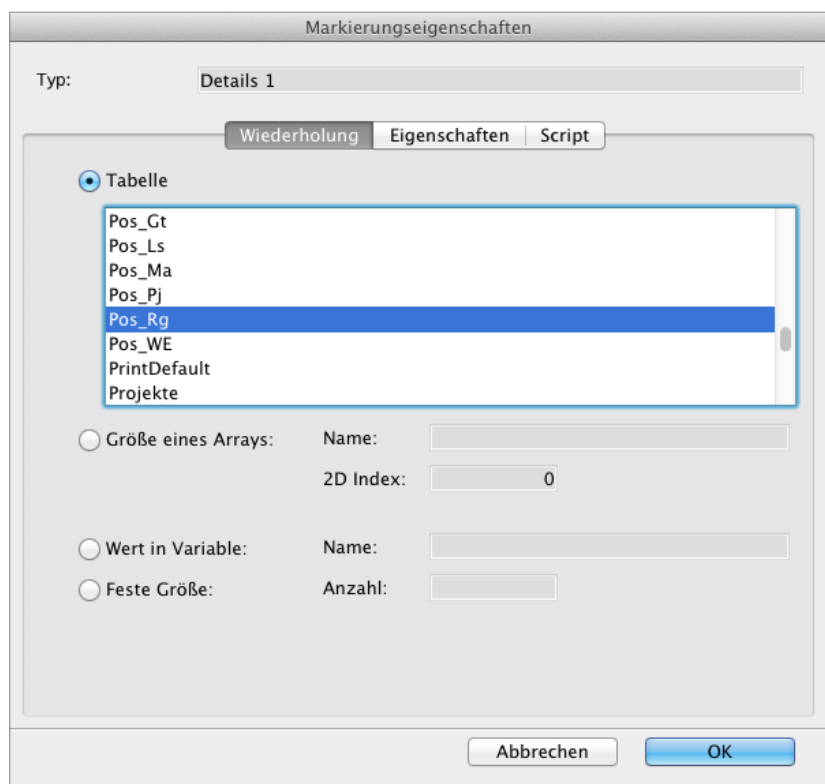 Markierungseigenschaften
Typ: Details 1
Wiederholung Eigenschaften Script
Tabelle
Pos_Gt
Pos_Ls
Pos_Ma
Pos_Pj
Pos_Rg
Pos_WE
PrintDefault
Projekte
Größe eines Arrays: Name:
2D Index: 0
Wert in Variable: Name:
Feste Größe: Anzahl:
Abbrechen OK